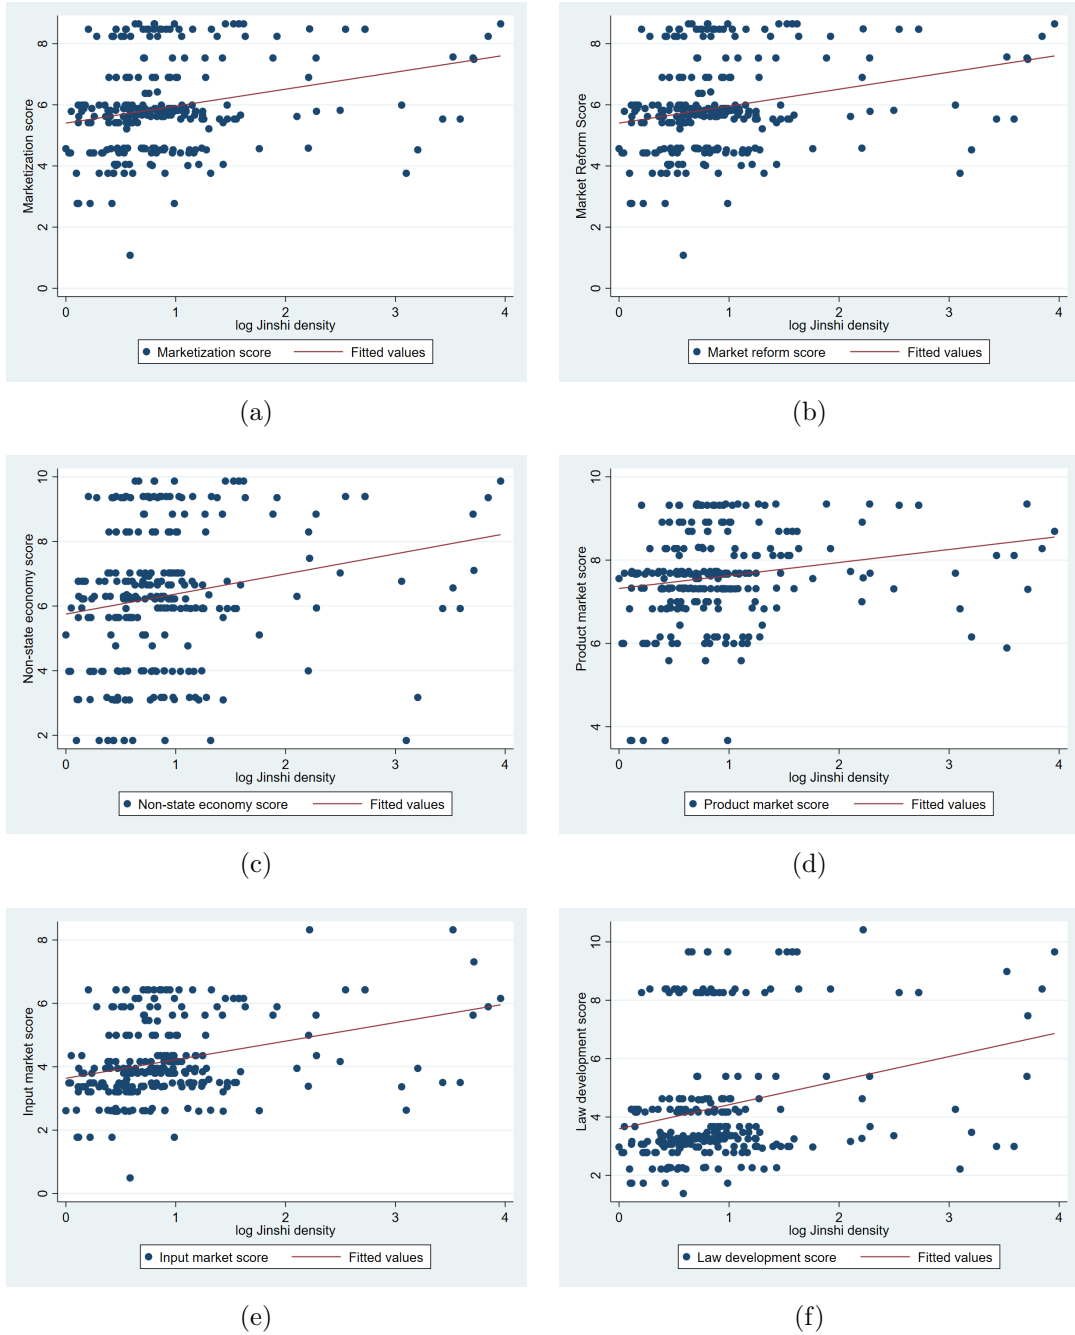 Marketization score
0 2 4 6 8
0 1 2 3 4
log Jinshi density
Marketization score Fitted values
(a)
Market Reform Score
0 2 4 6 8
0 1 2 3 4
log Jinshi density
Market reform score Fitted values
(b)
Non-state economy score
2 4 6 8 10
0 1 2 3 4
log Jinshi density
Non-state economy score Fitted values
(c)
Product market score
4 6 8 10
0 1 2 3 4
log Jinshi density
Product market score Fitted values
(d)
Input market score
0 2 4 6 8
0 1 2 3 4
log Jinshi density
Input market score Fitted values
(e)
Law development score
2 4 6 8 10
0 1 2 3 4
log Jinshi density
Law development score Fitted values
(f)